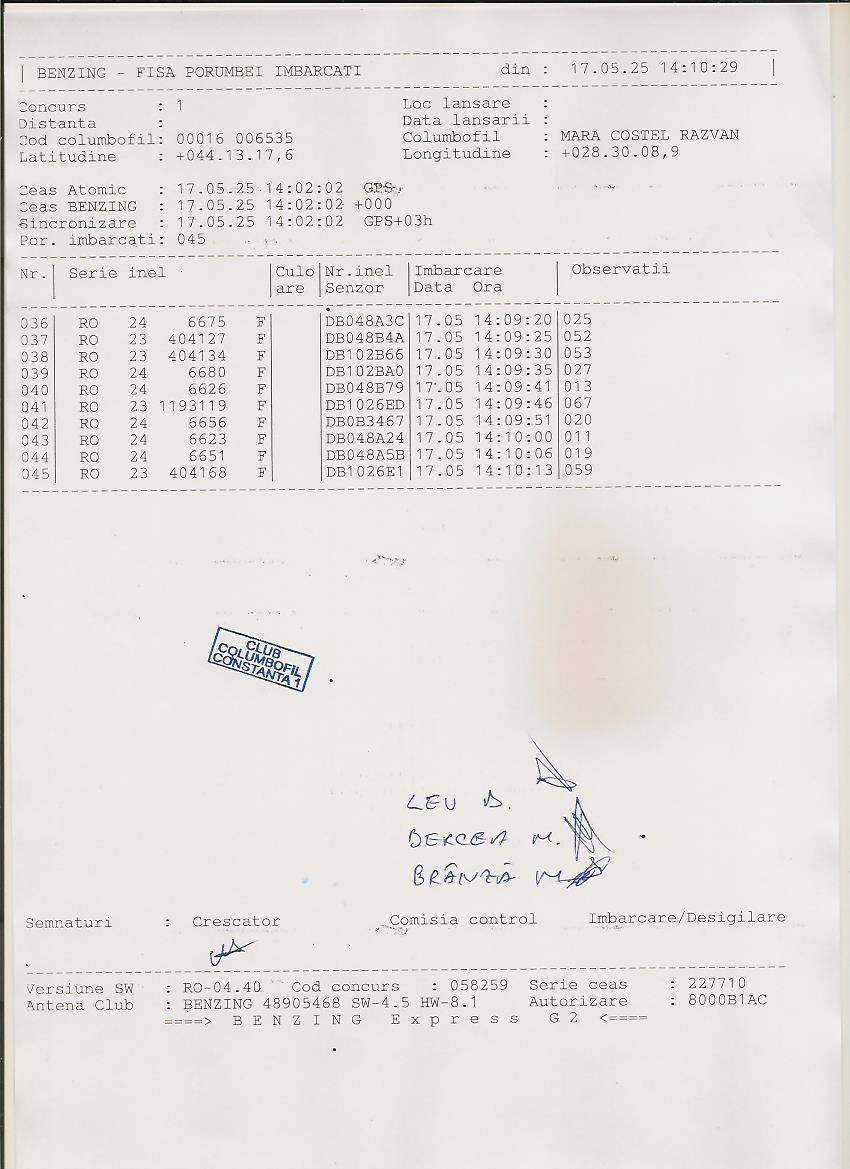 BENZING - FISA PORUMBEI IMBARCATI din : 17.05.25 14:10:29
Concurs : 1 Loc lansare :
Distanta : Data lansarii :
Cod columbofil: 00016 006535 Columbofil : MARA COSTEL RAZVAN
Latitudine : +044.13.17,6 Longitudine : +028.30.08,9
Ceas Atomic : 17.05.25 14:02:02 GPS
Ceas BENZING : 17.05.25 14:02:02 +000
Sincronizare : 17.05.25 14:02:02 GPS+03h
Por. imbarcati: 045
Nr. | Serie inel | Culo | Nr.inel | Imbarcare | Observatii
are | Senzor | Data Ora
036 | RO 24 6675 F | | DB048A3C | 17.05 14:09:20 | 025
037 | RO 23 404127 F | | DB048B4A | 17.05 14:09:25 | 052
038 | RO 23 404134 F | | DB102B66 | 17.05 14:09:30 | 053
039 | RO 24 6680 F | | DB102BA0 | 17.05 14:09:35 | 027
040 | RO 24 6626 F | | DB048B79 | 17.05 14:09:41 | 013
041 | RO 23 1193119 F | | DB1026ED | 17.05 14:09:46 | 067
042 | RO 24 6656 F | | DB0B3467 | 17.05 14:09:51 | 020
043 | RO 24 6623 F | | DB048A24 | 17.05 14:10:00 | 011
044 | RO 24 6651 F | | DB048A5B | 17.05 14:10:06 | 019
045 | RO 23 404168 F | | DB1026E1 | 17.05 14:10:13 | 059
CLUB
COLUMBOFIL
CONSTANTA 1
LEU D.
BERCEA M.
BRÂNZĂ M.
Semnaturi : Crescator Comisia control Imbarcare/Desigilare
Versiune SW : RO-04.40 Cod concurs : 058259 Serie ceas : 227710
Antena Club : BENZING 48905468 SW-4.5 HW-8.1 Autorizare : 8000B1AC
====> B E N Z I N G E x p r e s s G 2 <====